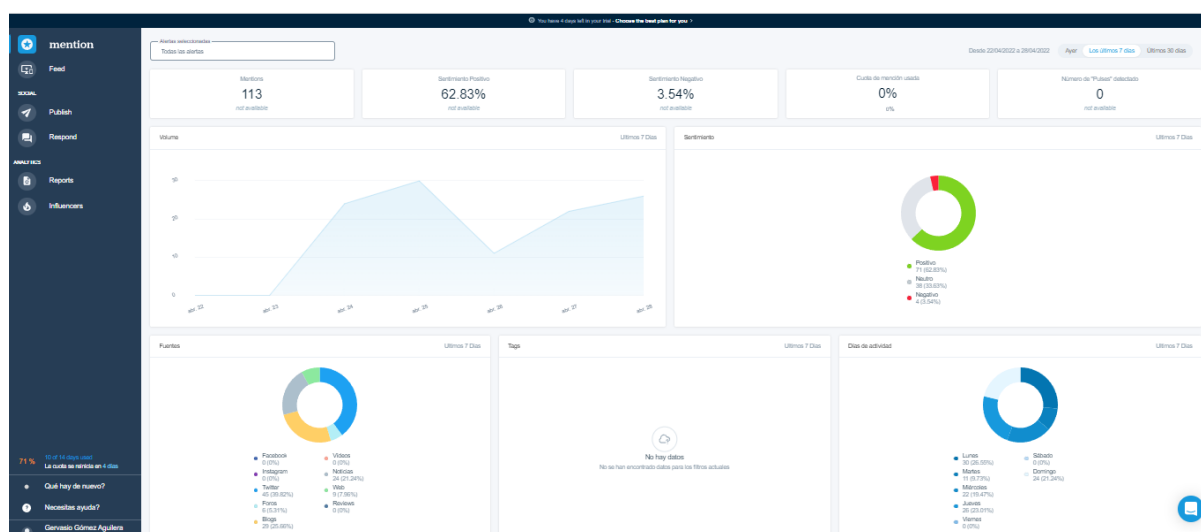 You have 4 days left in your trial - Choose the best plan for you >
mention
Feed
SOCIAL
Publish
Respond
ANALYTICS
Reports
Influencers
71 %
10 of 14 days used
La cuota se reinicia en 4 días
Qué hay de nuevo?
Necesitas ayuda?
Gervasio Gómez Aguilera
Alertas seleccionadas
Todas las alertas
Desde 22/04/2022 a 28/04/2022
Ayer
Los últimos 7 días
Últimos 30 días
Mentions
113
not available
Sentimiento Positivo
62.83%
not available
Sentimiento Negativo
3.54%
not available
Cuota de mención usada
0%
0%
Número de "Pulses" detectado
0
not available
Volume
Ultimos 7 Días
30
20
10
0
abr. 22
abr. 23
abr. 24
abr. 25
abr. 26
abr. 27
abr. 28
Sentimiento
Ultimos 7 Días
Positivo
71 (62.83%)
Neutro
38 (33.63%)
Negativo
4 (3.54%)
Fuentes
Ultimos 7 Días
Facebook
0 (0%)
Instagram
0 (0%)
Twitter
45 (39.82%)
Foros
6 (5.31%)
Blogs
29 (25.66%)
Vídeos
0 (0%)
Noticias
24 (21.24%)
Web
9 (7.96%)
Reviews
0 (0%)
Tags
Ultimos 7 Días
No hay datos
No se han encontrado datos para los filtros actuales
Días de actividad
Ultimos 7 Días
Lunes
30 (26.55%)
Martes
11 (9.73%)
Miércoles
22 (19.47%)
Jueves
26 (23.01%)
Viernes
0 (0%)
Sábado
0 (0%)
Domingo
24 (21.24%)